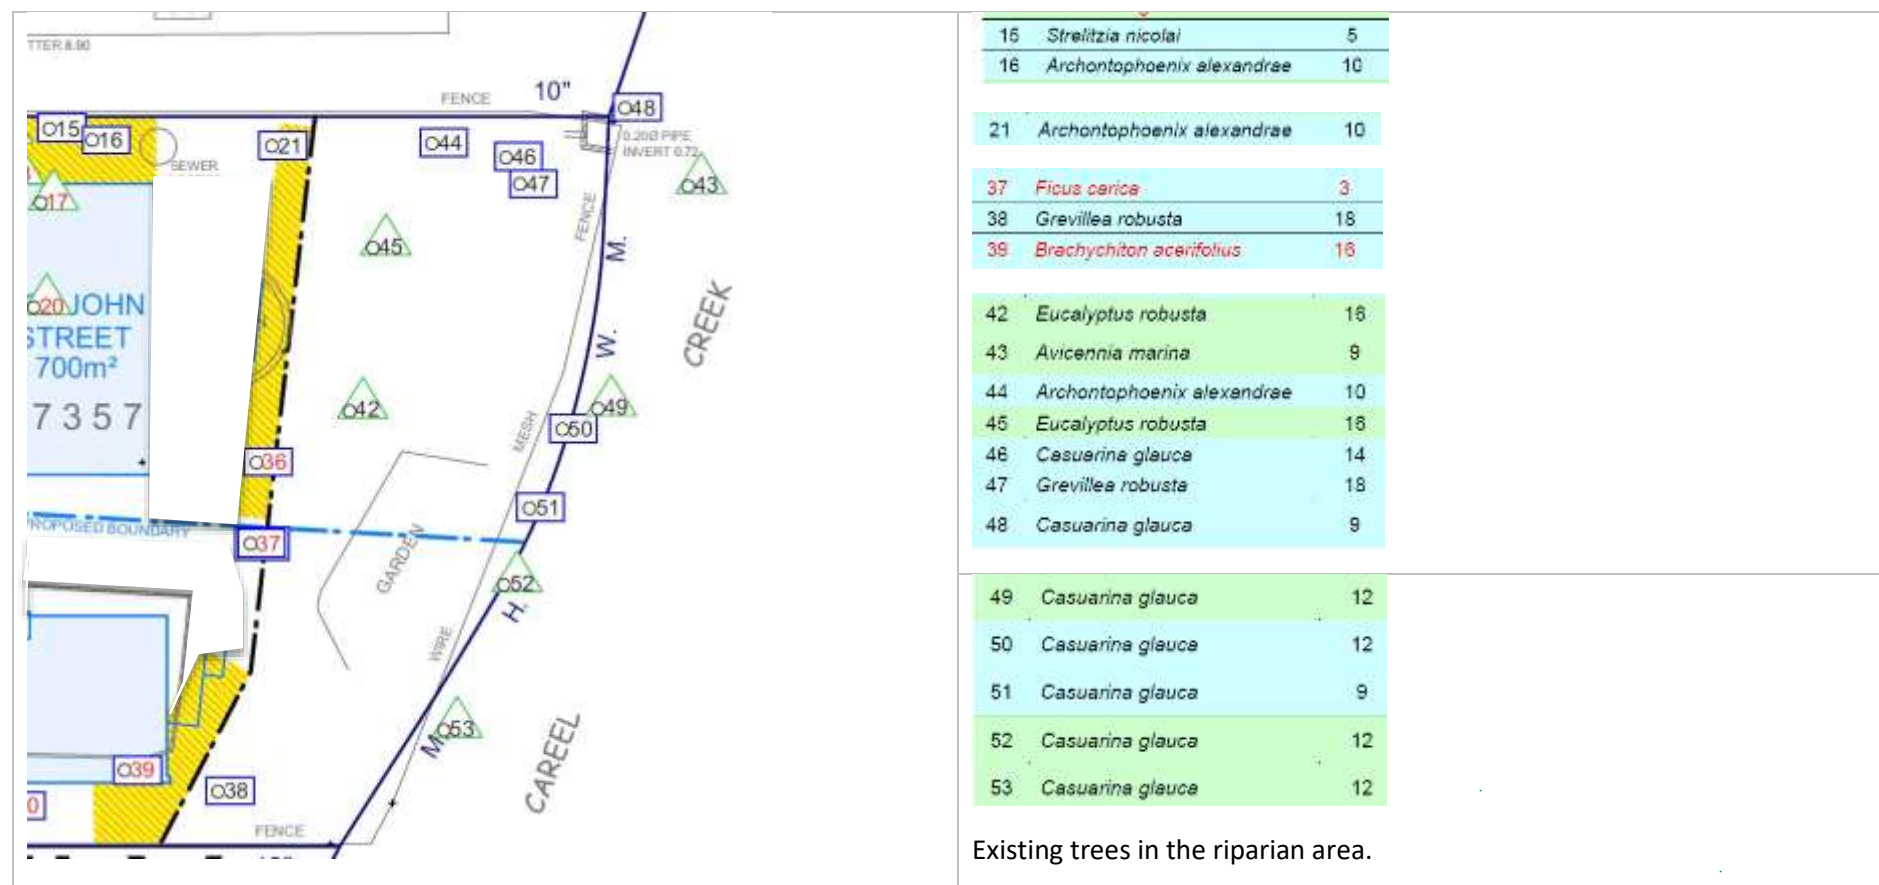 TTER 8.90
FENCE
10"
O48
O15
O16
O21
O44
O46
O47
0.20Ø PIPE
INVERT 0.72
SEWER
O43
O17
O45
FENCE
M.
O20
JOHN
STREET
700m²
7357
W.
CREEK
O42
O49
O50
MESH
O36
O51
PROPOSED BOUNDARY
O37
GARDEN
O52
H.
WIRE
O53
M.
CAREEL
O39
O38
0
FENCE
15 Strelitzia nicolai 5
16 Archontophoenix alexandrae 10
21 Archontophoenix alexandrae 10
37 Ficus carica 3
38 Grevillea robusta 18
39 Brachychiton acerifolius 16
42 Eucalyptus robusta 16
43 Avicennia marina 9
44 Archontophoenix alexandrae 10
45 Eucalyptus robusta 16
46 Casuarina glauca 14
47 Grevillea robusta 18
48 Casuarina glauca 9
49 Casuarina glauca 12
50 Casuarina glauca 12
51 Casuarina glauca 9
52 Casuarina glauca 12
53 Casuarina glauca 12
Existing trees in the riparian area.